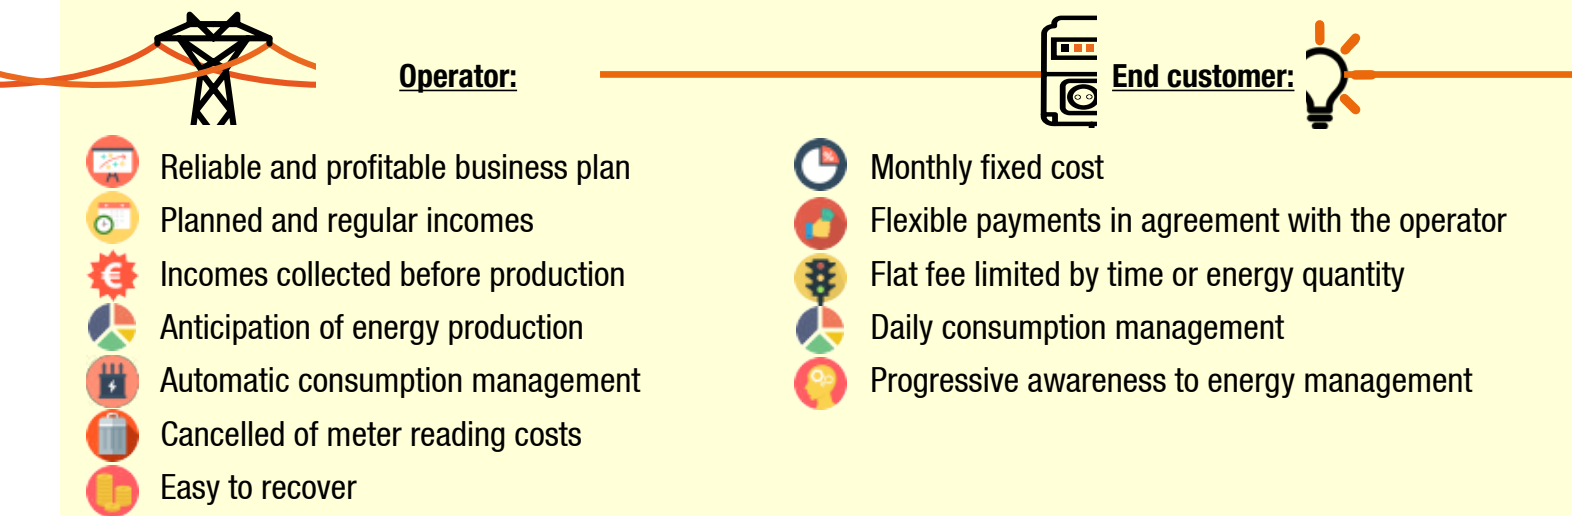 Operator:
Reliable and profitable business plan
Planned and regular incomes
Incomes collected before production
Anticipation of energy production
Automatic consumption management
Cancelled of meter reading costs
Easy to recover
End customer:
Monthly fixed cost
Flexible payments in agreement with the operator
Flat fee limited by time or energy quantity
Daily consumption management
Progressive awareness to energy management